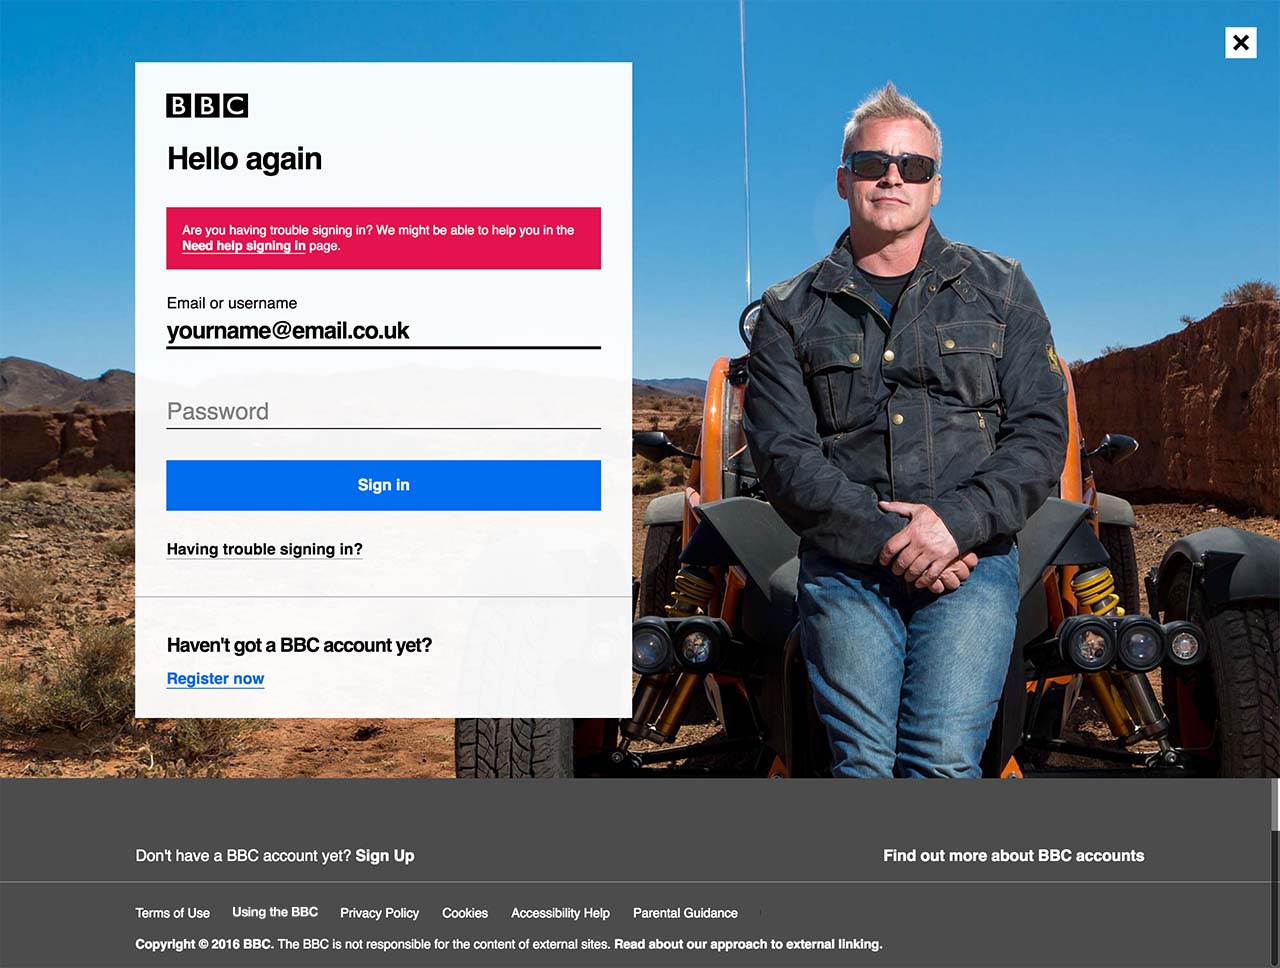 BBC
Hello again
Are you having trouble signing in? We might be able to help you in the
Need help signing in page.
Email or username
yourname@email.co.uk
Password
Sign in
Having trouble signing in?
Haven't got a BBC account yet?
Register now
Don't have a BBC account yet? Sign Up
Find out more about BBC accounts
Terms of Use
Using the BBC
Privacy Policy
Cookies
Accessibility Help
Parental Guidance
Copyright © 2016 BBC. The BBC is not responsible for the content of external sites. Read about our approach to external linking.